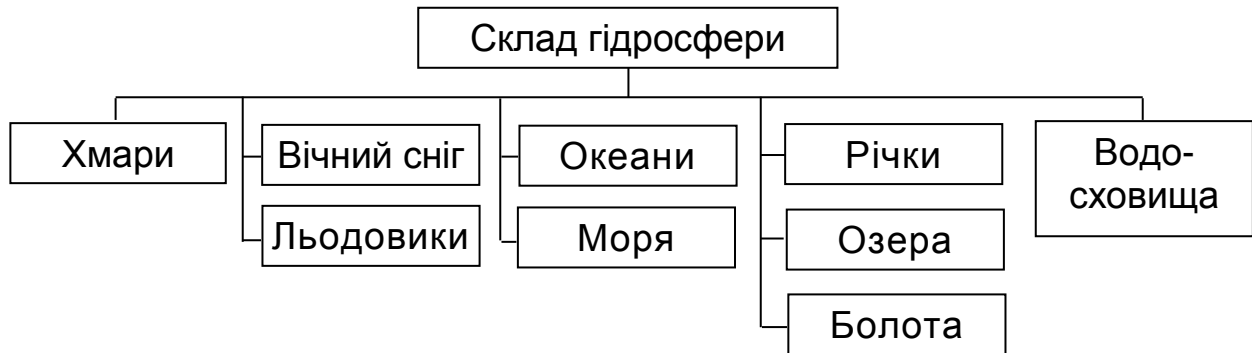 Склад гідросфери
Хмари
Вічний сніг
Льодовики
Океани
Моря
Річки
Озера
Болота
Водо-
сховища